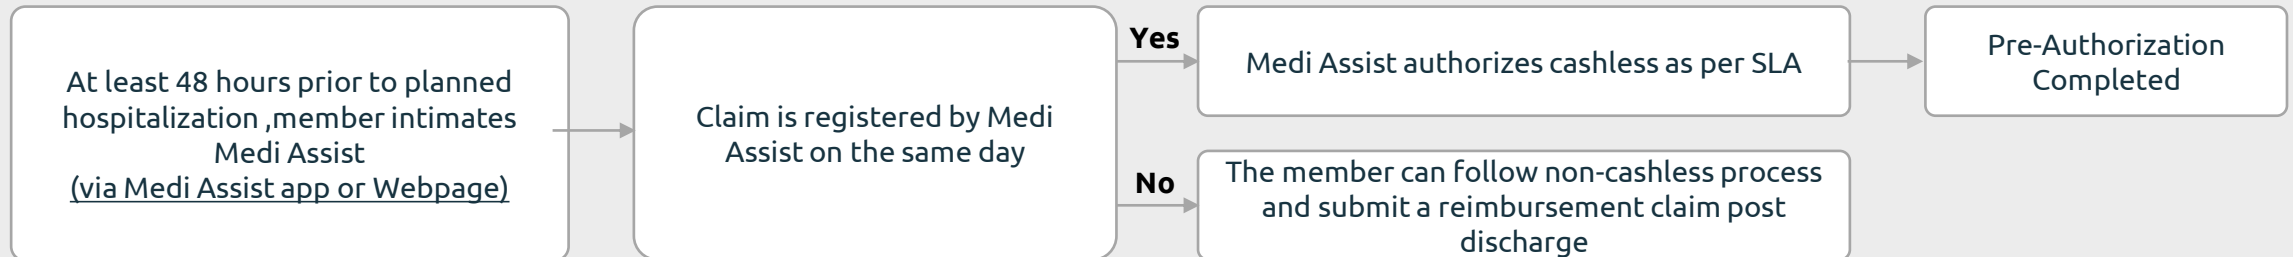 At least 48 hours prior to planned
hospitalization ,member intimates
Medi Assist
(via Medi Assist app or Webpage)
Claim is registered by Medi
Assist on the same day
Yes
Medi Assist authorizes cashless as per SLA
Pre-Authorization
Completed
No
The member can follow non-cashless process
and submit a reimbursement claim post
discharge